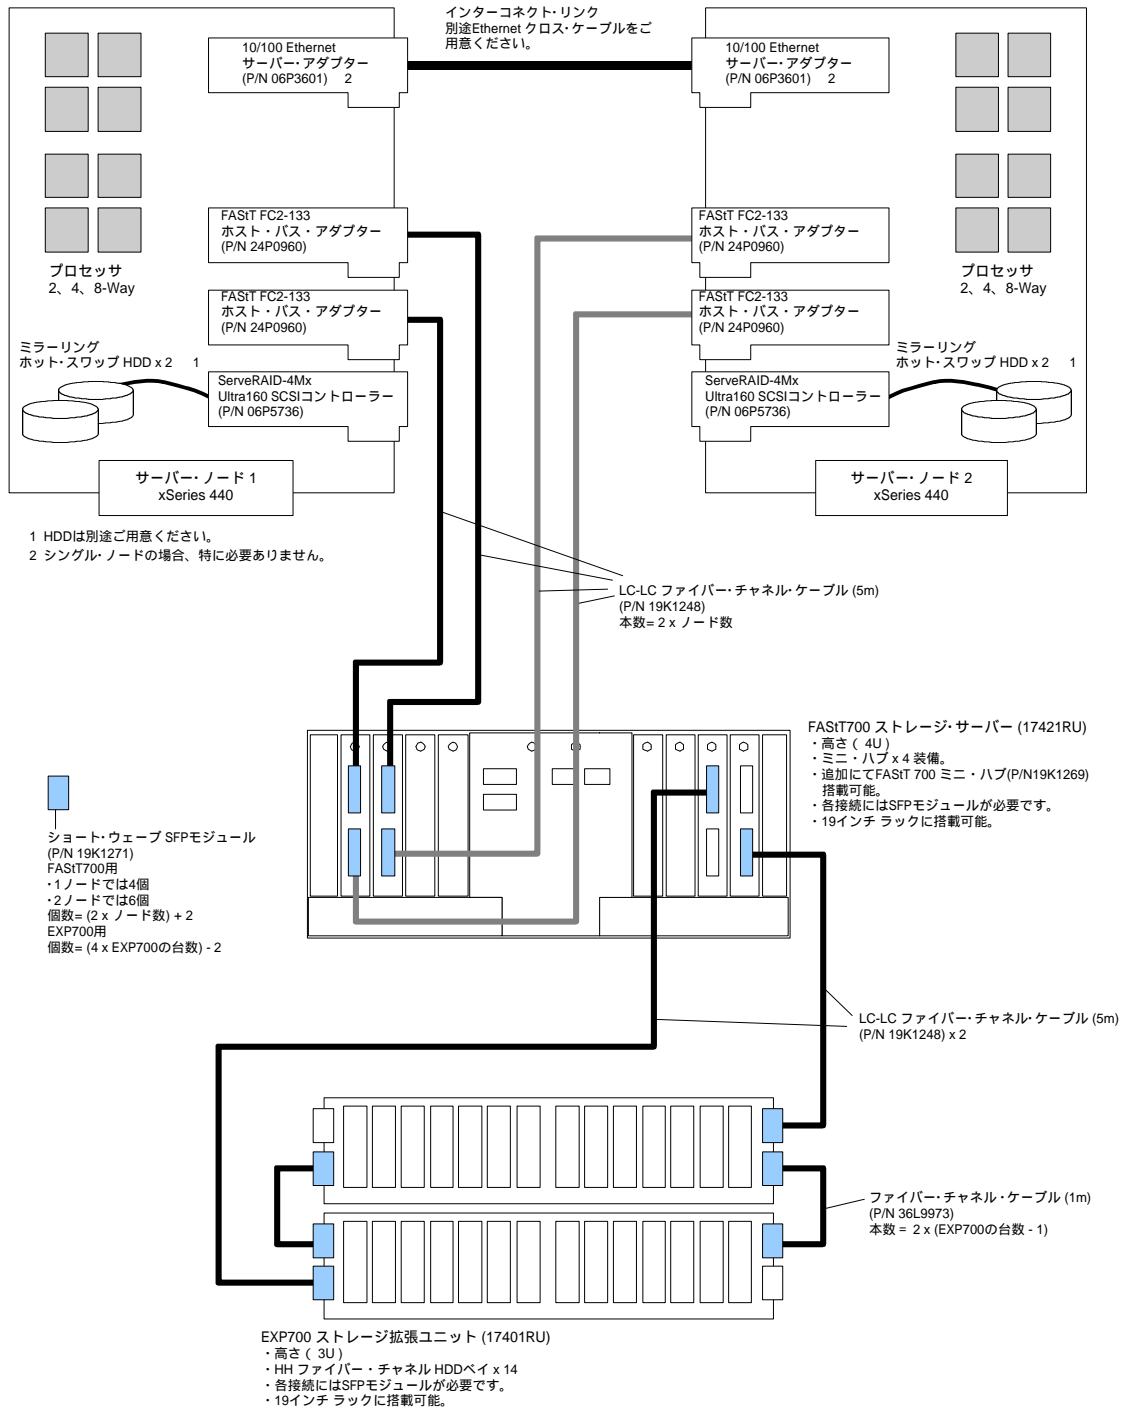 インターコネクト・リンク
別途Ethernet クロス・ケーブルをご
用意ください。
10/100 Ethernet
サーバー・アダプター
(P/N 06P3601) 2
10/100 Ethernet
サーバー・アダプター
(P/N 06P3601) 2
FAStT FC2-133
ホスト・バス・アダプター
(P/N 24P0960)
FAStT FC2-133
ホスト・バス・アダプター
(P/N 24P0960)
プロセッサ
2、4、8-Way
プロセッサ
2、4、8-Way
FAStT FC2-133
ホスト・バス・アダプター
(P/N 24P0960)
FAStT FC2-133
ホスト・バス・アダプター
(P/N 24P0960)
ミラーリング
ホット・スワップ HDD x 2 1
ミラーリング
ホット・スワップ HDD x 2 1
ServeRAID-4Mx
Ultra160 SCSIコントローラー
(P/N 06P5736)
ServeRAID-4Mx
Ultra160 SCSIコントローラー
(P/N 06P5736)
サーバー・ノード 1
xSeries 440
サーバー・ノード 2
xSeries 440
1 HDDは別途ご用意ください。
2 シングル・ノードの場合、特に必要ありません。
LC-LC ファイバー・チャネル・ケーブル (5m)
(P/N 19K1248)
本数= 2 x ノード数
FAStT700 ストレージ・サーバー (17421RU)
・高さ ( 4U )
・ミニ・ハブ x 4 装備。
・追加にてFAStT 700 ミニ・ハブ(P/N19K1269)
搭載可能。
・各接続にはSFPモジュールが必要です。
・19インチ ラックに搭載可能。
ショート・ウェーブ SFPモジュール
(P/N 19K1271)
FAStT700用
・1ノードでは4個
・2ノードでは6個
個数= (2 x ノード数) + 2
EXP700用
個数= (4 x EXP700の台数) - 2
LC-LC ファイバー・チャネル・ケーブル (5m)
(P/N 19K1248) x 2
ファイバー・チャネル・ケーブル (1m)
(P/N 36L9973)
本数 = 2 x (EXP700の台数 - 1)
EXP700 ストレージ拡張ユニット (17401RU)
・高さ ( 3U )
・HH ファイバー・チャネル HDDベイ x 14
・各接続にはSFPモジュールが必要です。
・19インチ ラックに搭載可能。